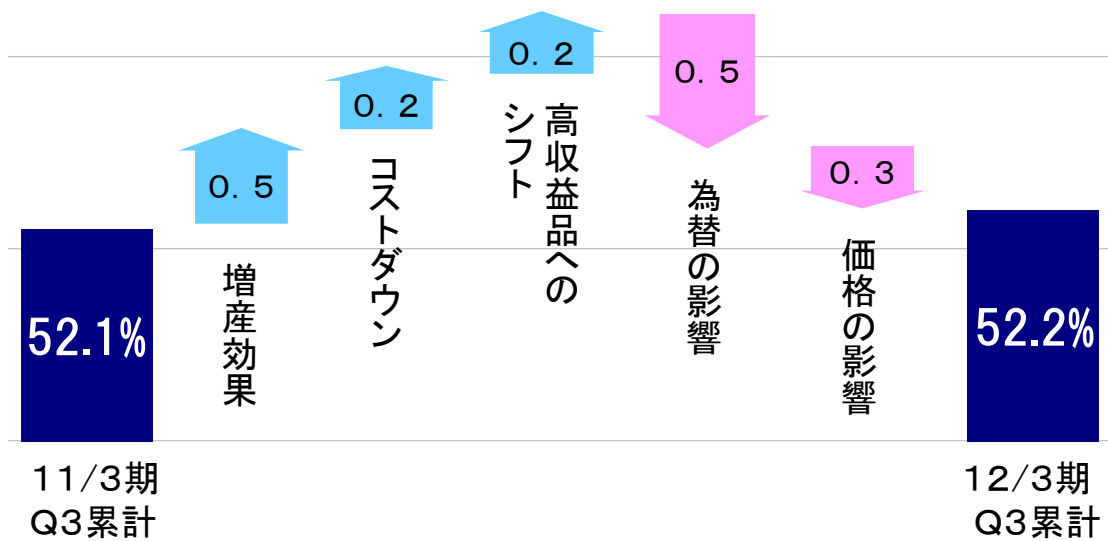 52.1%
11/3期
Q3累計
０．５
増産効果
０．２
コストダウン
０．２
高収益品への
シフト
０．５
為替の影響
０．３
価格の影響
52.2%
12/3期
Q3累計